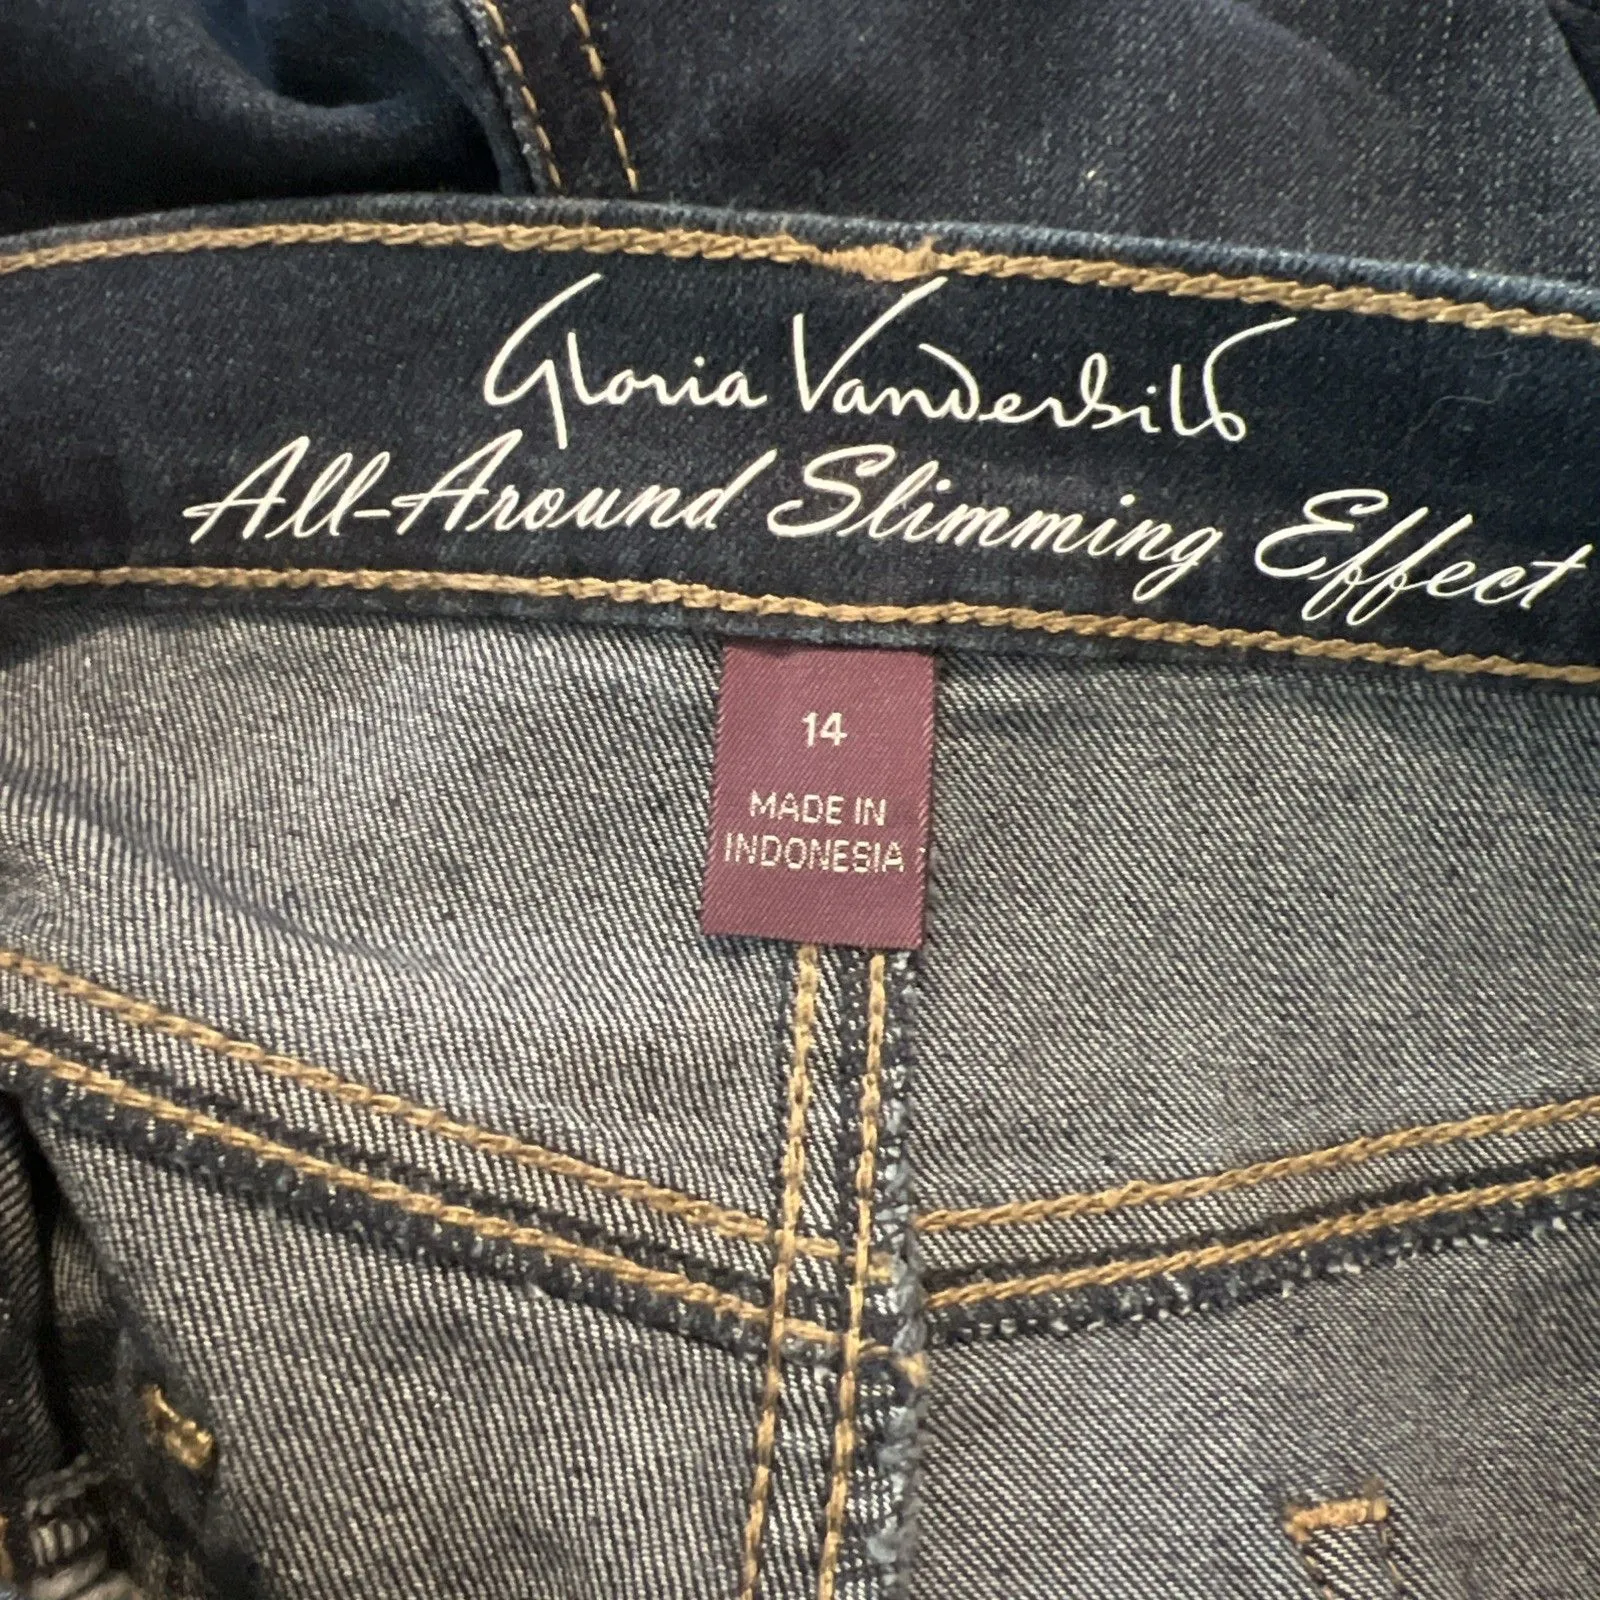 Gloria Vanderbilt
All-Around Slimming Effect
14
MADE IN
INDONESIA